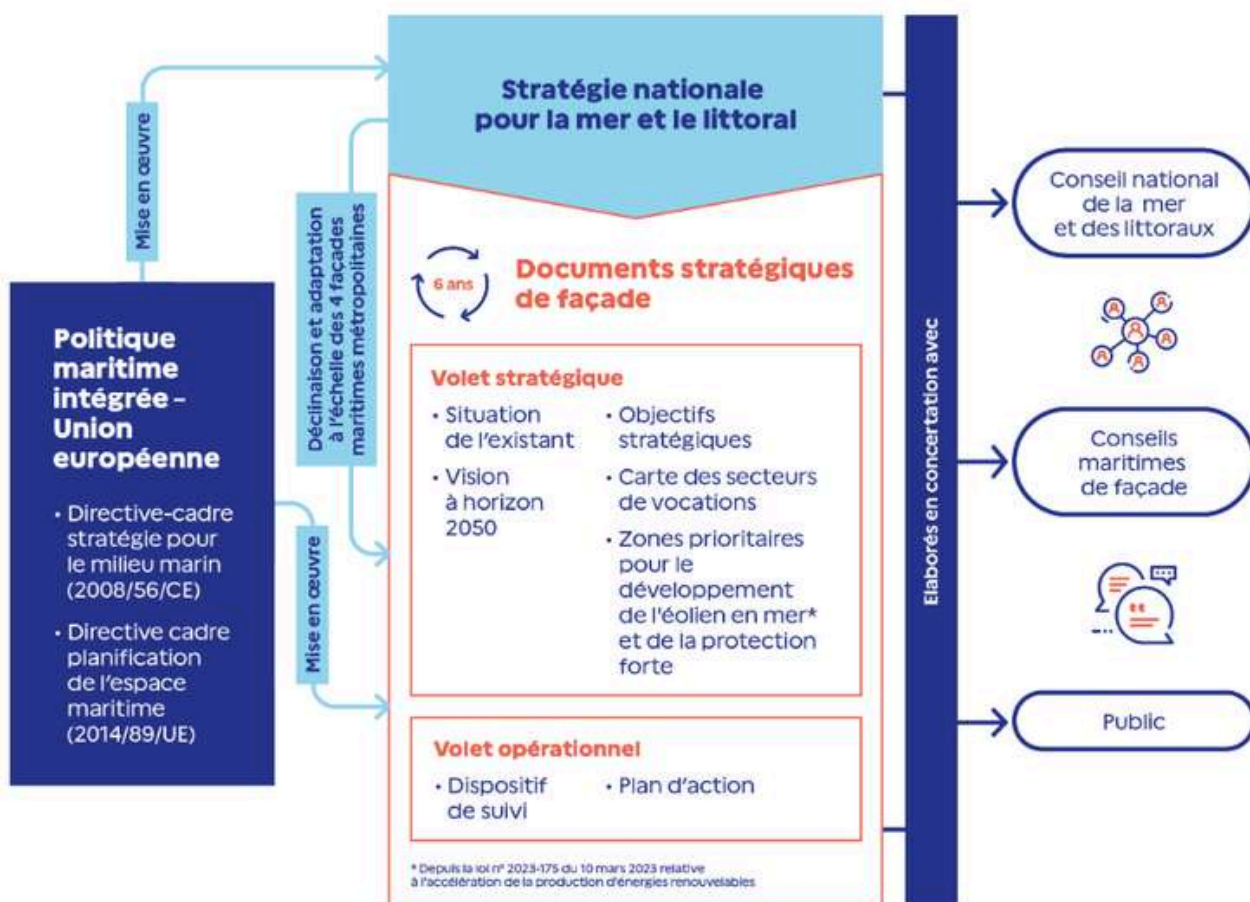 Stratégie nationale
pour la mer et le littoral
Mise en œuvre
Déclinaison et adaptation
à l'échelle des 4 façades
maritimes métropolitaines
Politique
maritime
intégrée –
Union
européenne
• Directive-cadre
stratégie pour
le milieu marin
(2008/56/CE)
• Directive cadre
planification
de l'espace
maritime
(2014/89/UE)
Mise en œuvre
6 ans
Documents stratégiques
de façade
Volet stratégique
• Situation
de l'existant
• Vision
à horizon
2050
• Objectifs
stratégiques
• Carte des secteurs
de vocations
• Zones prioritaires
pour le
développement
de l'éolien en mer*
et de la protection
forte
Volet opérationnel
• Dispositif
de suivi
• Plan d'action
* Depuis la loi n° 2023-175 du 10 mars 2023 relative
à l'accélération de la production d'énergies renouvelables
Elaborés en concertation avec
Conseil national
de la mer
et des littoraux
Conseils
maritimes
de façade
Public